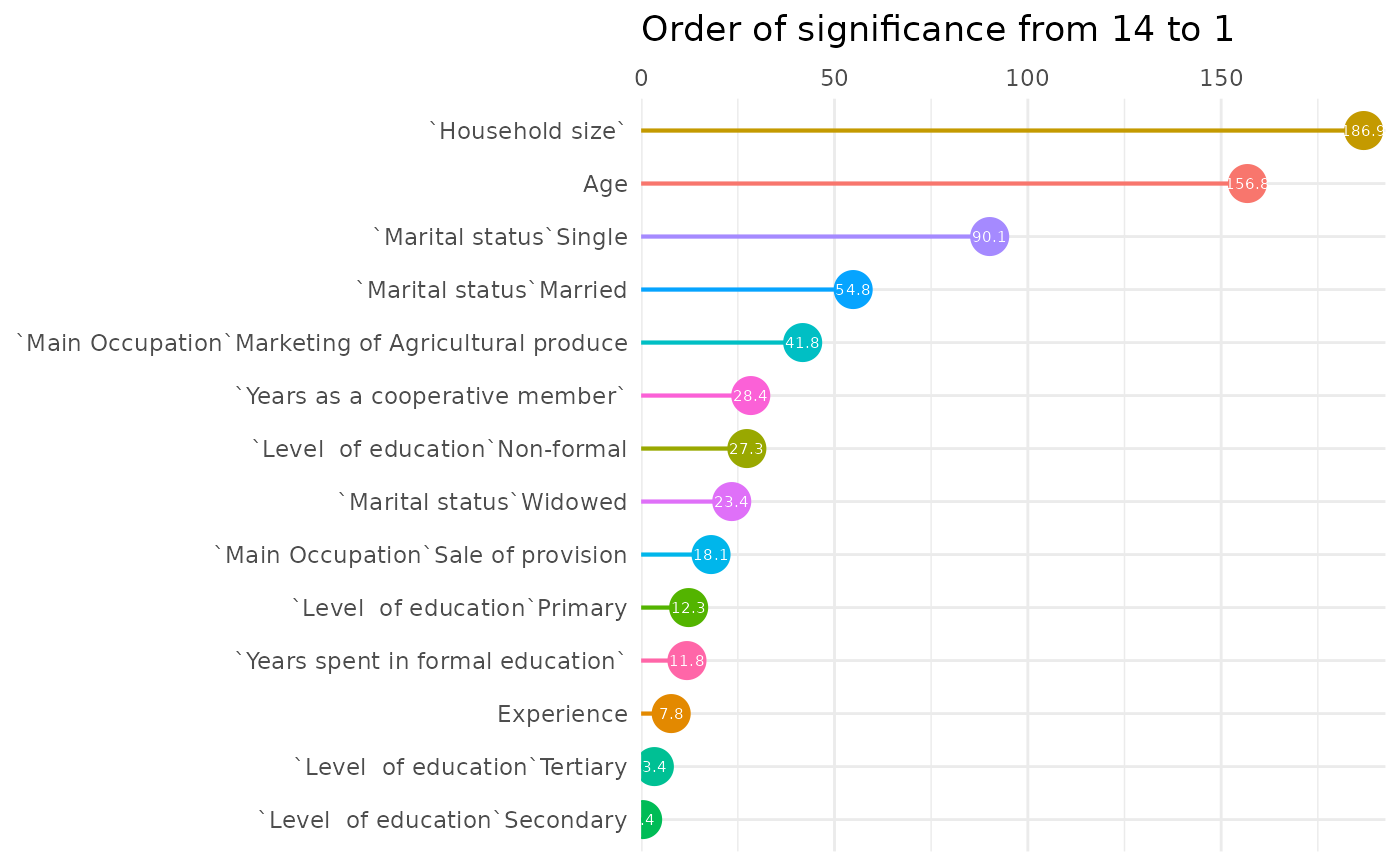 Order of significance from 14 to 1
0 50 100 150
`Household size` 186.9
Age 156.8
`Marital status`Single 90.1
`Marital status`Married 54.8
`Main Occupation`Marketing of Agricultural produce 41.8
`Years as a cooperative member` 28.4
`Level  of education`Non-formal 27.3
`Marital status`Widowed 23.4
`Main Occupation`Sale of provision 18.1
`Level  of education`Primary 12.3
`Years spent in formal education` 11.8
Experience 7.8
`Level  of education`Tertiary 3.4
`Level  of education`Secondary .4